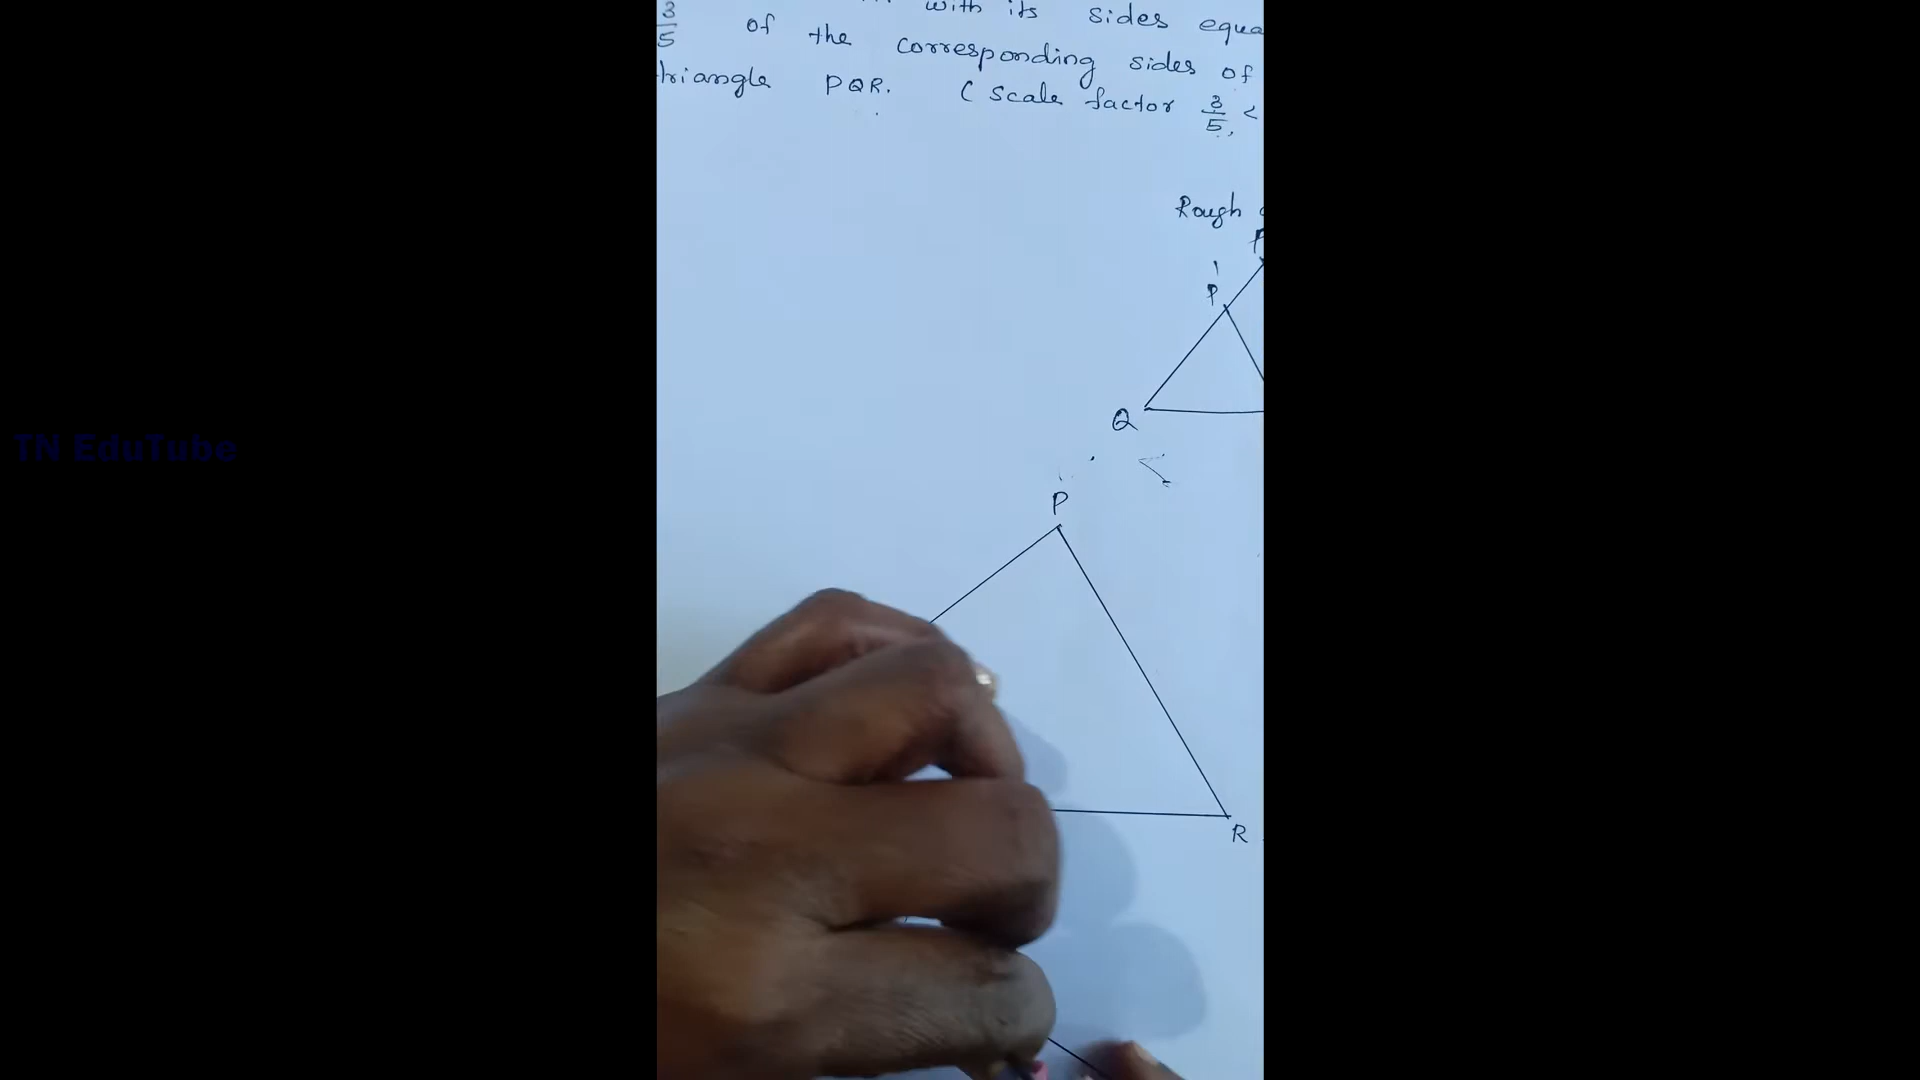 with its sides equa
3/5 of the corresponding sides of
triangle PQR. (scale factor 3/5 <
Rough
P
P'
Q
P
R
TN EduTube